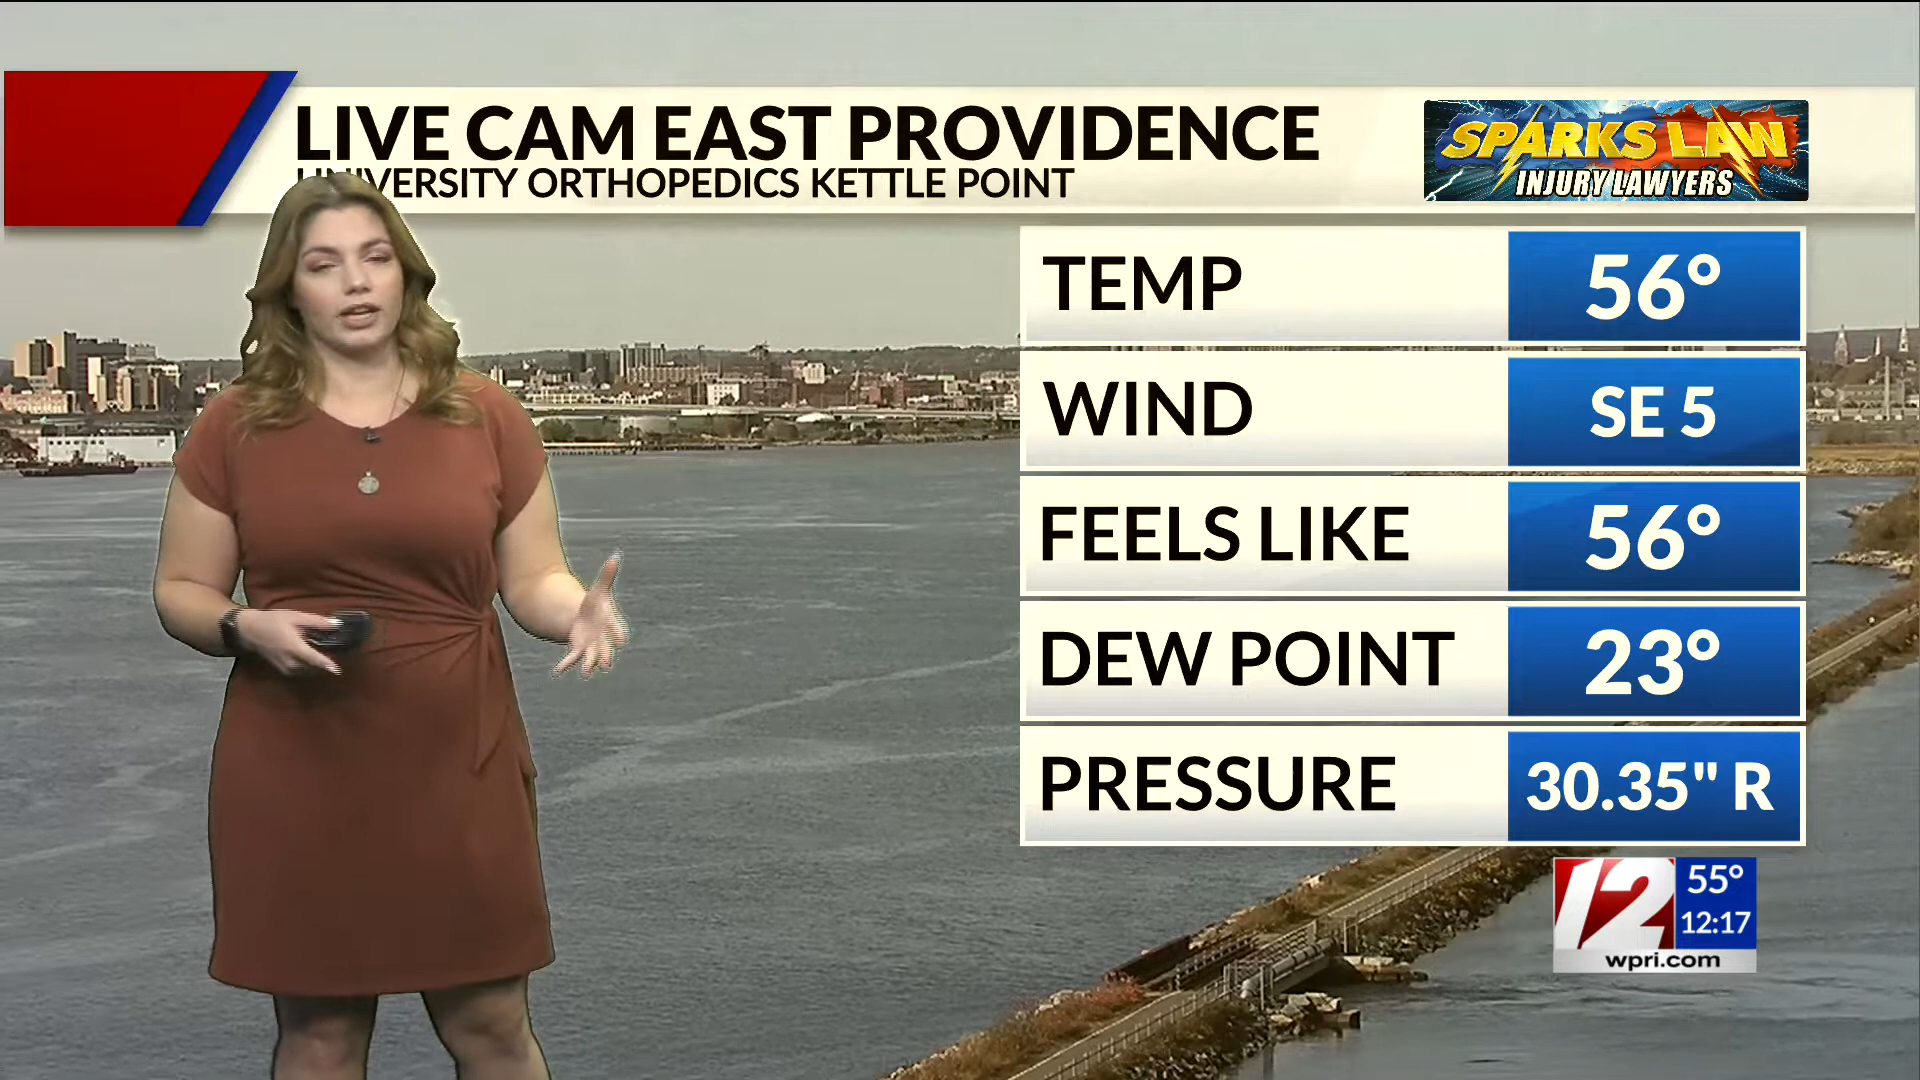 LIVE CAM EAST PROVIDENCE
UNIVERSITY ORTHOPEDICS KETTLE POINT
SPARKS LAW
INJURY LAWYERS
TEMP 56°
WIND SE 5
FEELS LIKE 56°
DEW POINT 23°
PRESSURE 30.35" R
12 55°
12:17
wpri.com